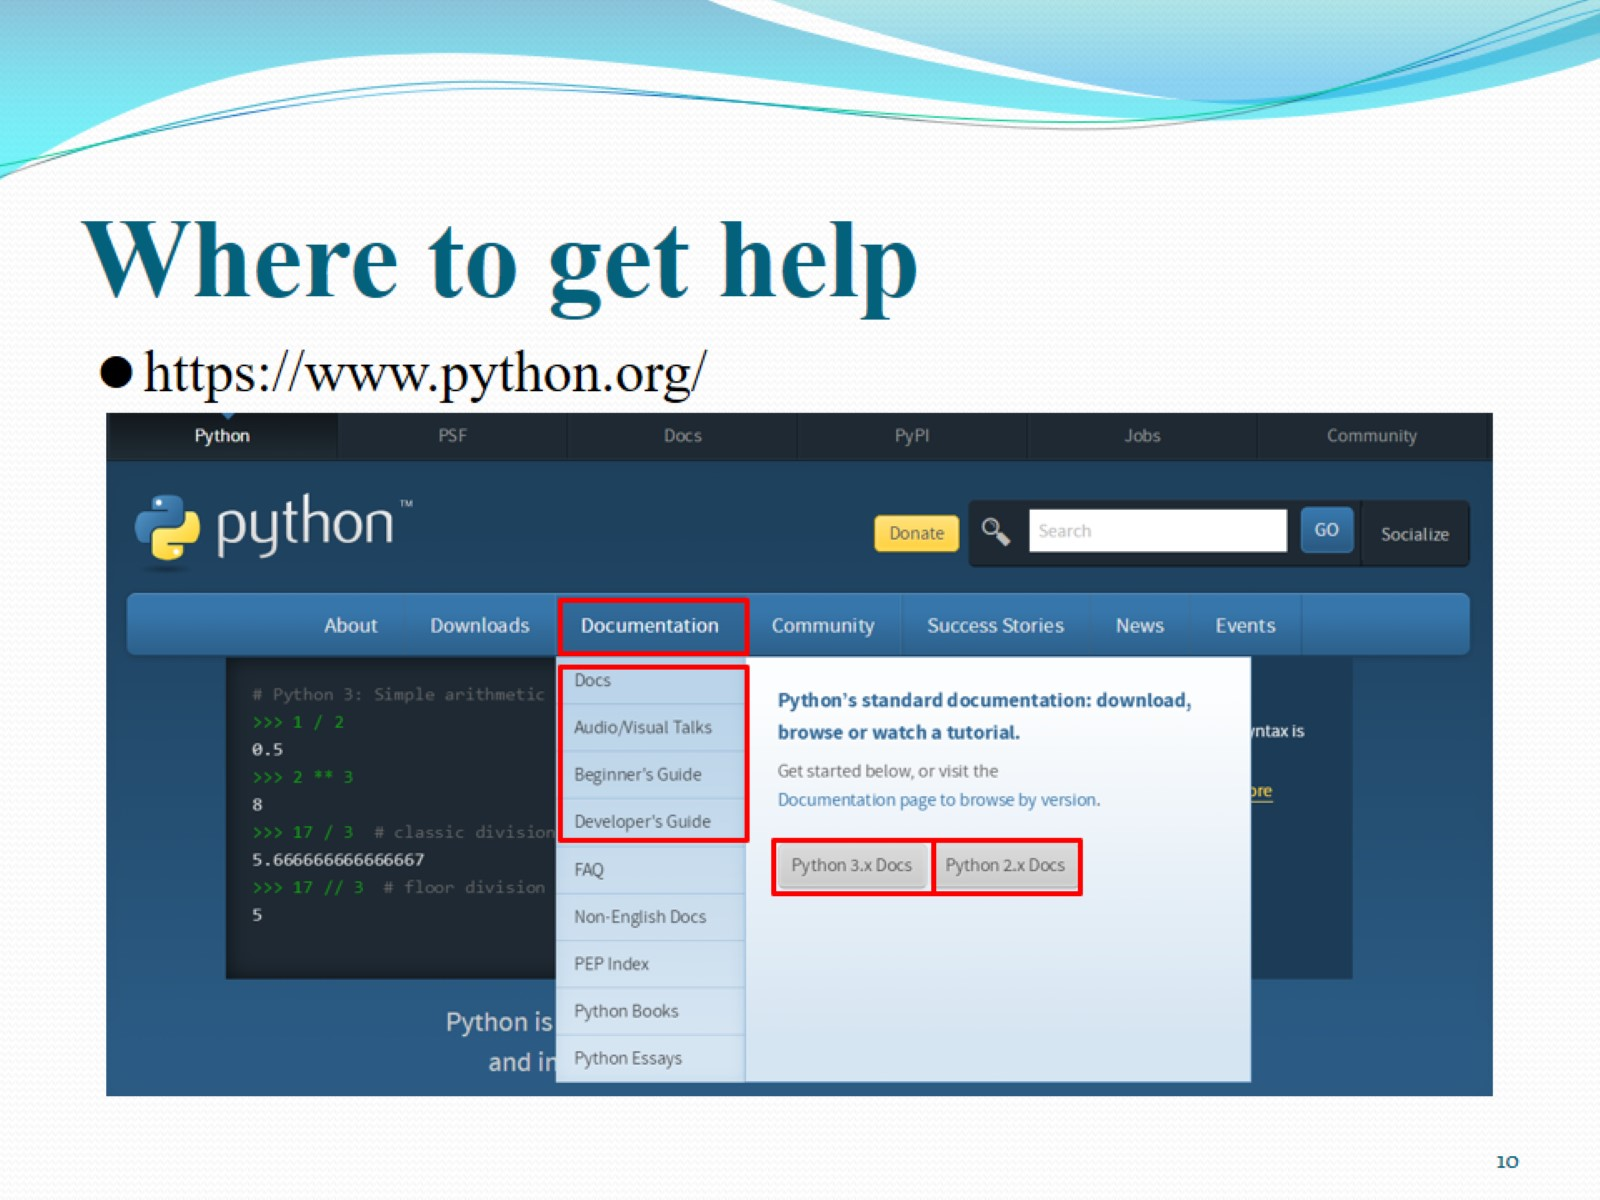 Where to get help
● https://www.python.org/
Python PSF Docs PyPI Jobs Community
python™
Donate Search GO Socialize
About Downloads Documentation Community Success Stories News Events
# Python 3: Simple arithmetic
>>> 1 / 2
0.5
>>> 2 ** 3
8
>>> 17 / 3 # classic division
5.666666666666667
>>> 17 // 3 # floor division
5
Docs
Audio/Visual Talks
Beginner's Guide
Developer's Guide
FAQ
Non-English Docs
PEP Index
Python Books
Python Essays
Python’s standard documentation: download,
browse or watch a tutorial.
Get started below, or visit the
Documentation page to browse by version.
Python 3.x Docs Python 2.x Docs
yntax is
ore
Python is
and in
10